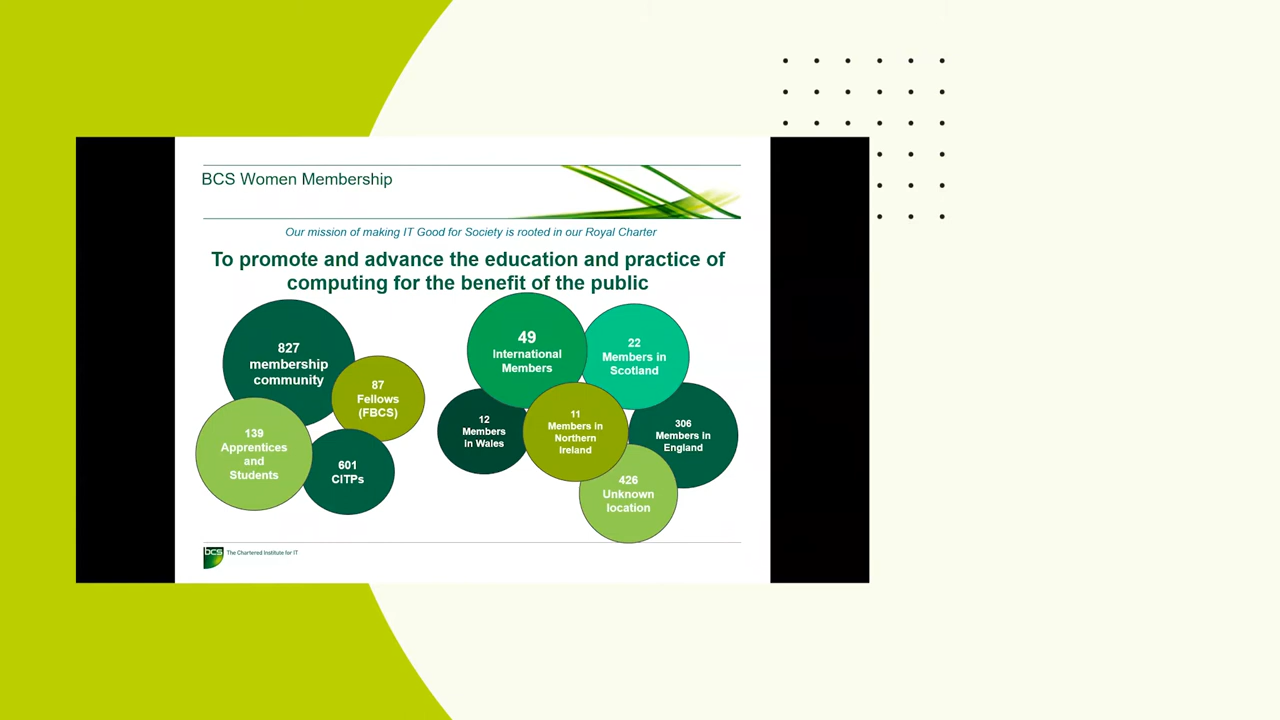 BCS Women Membership
Our mission of making IT Good for Society is rooted in our Royal Charter
To promote and advance the education and practice of
computing for the benefit of the public
827
membership
community
87
Fellows
(FBCS)
139
Apprentices
and
Students
601
CITPs
49
International
Members
22
Members in
Scotland
12
Members
in Wales
11
Members in
Northern
Ireland
306
Members in
England
426
Unknown
location
bcs
The Chartered Institute for IT